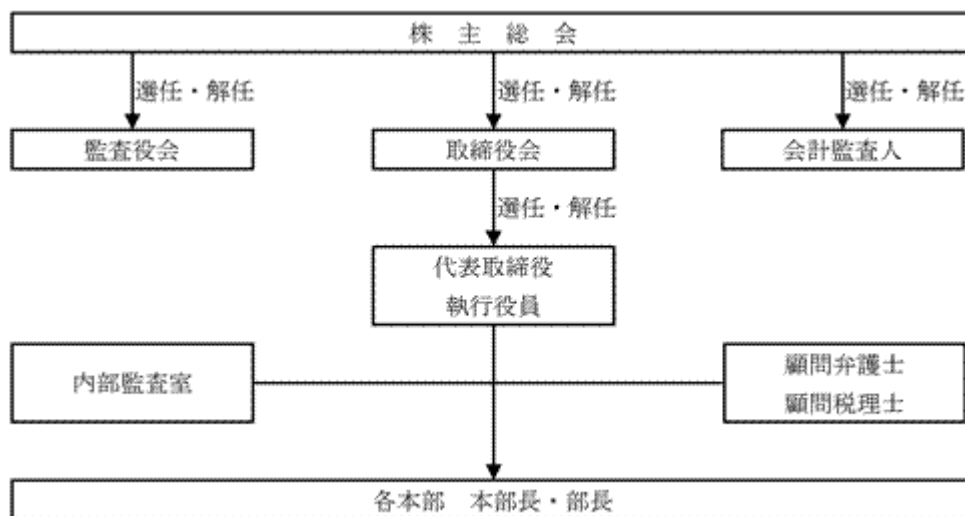 株 主 総 会
選任・解任
選任・解任
選任・解任
監査役会
取締役会
会計監査人
選任・解任
代表取締役
執行役員
内部監査室
顧問弁護士
顧問税理士
各本部　本部長・部長